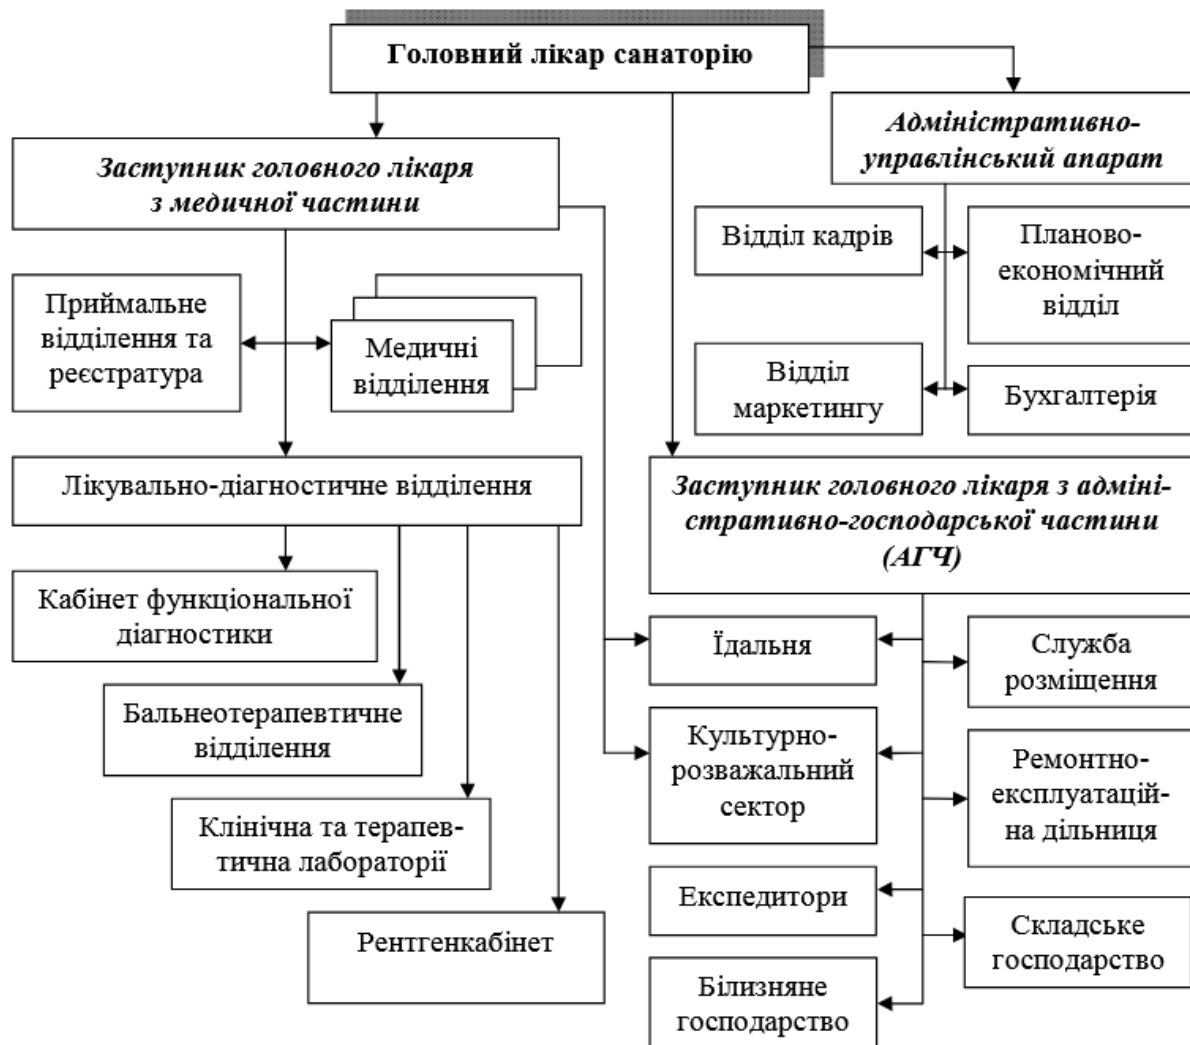 Головний лікар санаторію
Адміністративно-
управлінський апарат
Заступник головного лікаря
з медичної частини
Відділ кадрів
Планово-
економічний
відділ
Приймальне
відділення та
реєстратура
Медичні
відділення
Відділ
маркетингу
Бухгалтерія
Лікувально-діагностичне відділення
Заступник головного лікаря з адміні-
стративно-господарської частини
(АГЧ)
Кабінет функціональної
діагностики
Бальнеотерапевтичне
відділення
Клінічна та терапев-
тична лабораторії
Рентгенкабінет
Їдальня
Служба
розміщення
Культурно-
розважальний
сектор
Ремонтно-
експлуатацій-
на дільниця
Експедитори
Складське
господарство
Білизняне
господарство